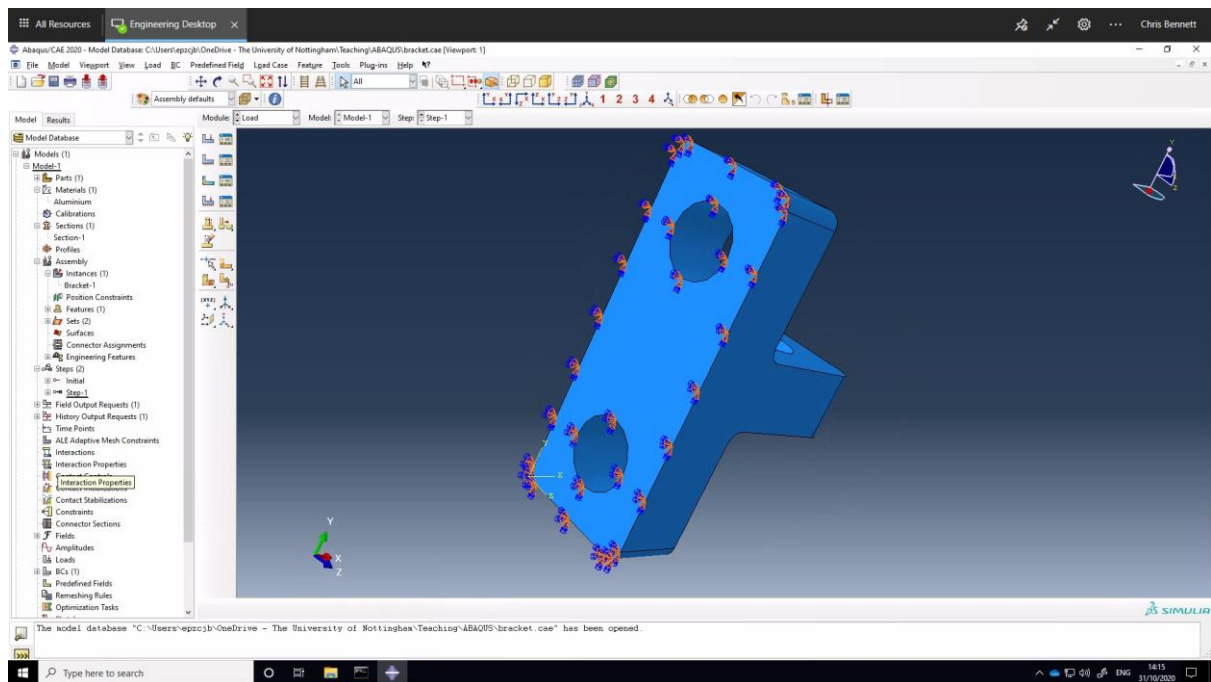 All Resources
Engineering Desktop
Chris Bennett
Abaqus/CAE 2020 - Model Database: C:\Users\epzcjb\OneDrive - The University of Nottingham\Teaching\ABAQUS\bracket.cae [Viewport: 1]
File Model Viewport View Load BC Predefined Field Load Case Feature Tools Plug-ins Help
All
Assembly defaults
1 2 3 4
Model Results
Module: Load Model: Model-1 Step: Step-1
Model Database
Models (1)
Model-1
Parts (1)
Materials (1)
Aluminium
Calibrations
Sections (1)
Section-1
Profiles
Assembly
Instances (1)
Bracket-1
Position Constraints
Features (1)
Sets (2)
Surfaces
Connector Assignments
Engineering Features
Steps (2)
Initial
Step-1
Field Output Requests (1)
History Output Requests (1)
Time Points
ALE Adaptive Mesh Constraints
Interactions
Interaction Properties
Interaction Properties
Contact Stabilizations
Constraints
Connector Sections
Fields
Amplitudes
Loads
BCs (1)
Predefined Fields
Remeshing Rules
Optimization Tasks
(XYZ)
Y
Z
Y
X
Z
Y
X
Z
SIMULIA
The model database "C:\Users\epzcjb\OneDrive - The University of Nottingham\Teaching\ABAQUS\bracket.cae" has been opened.
>>>
Type here to search
ENG
14:15
31/10/2020